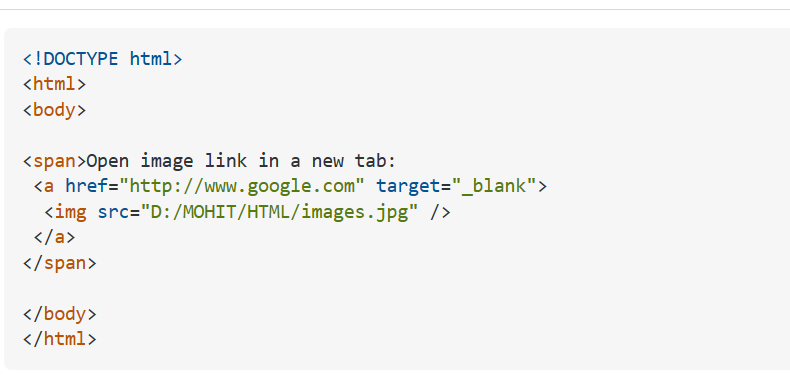 <!DOCTYPE html>
<html>
<body>
<span>Open image link in a new tab:
<a href="http://www.google.com" target="_blank">
<img src="D:/MOHIT/HTML/images.jpg" />
</a>
</span>
</body>
</html>